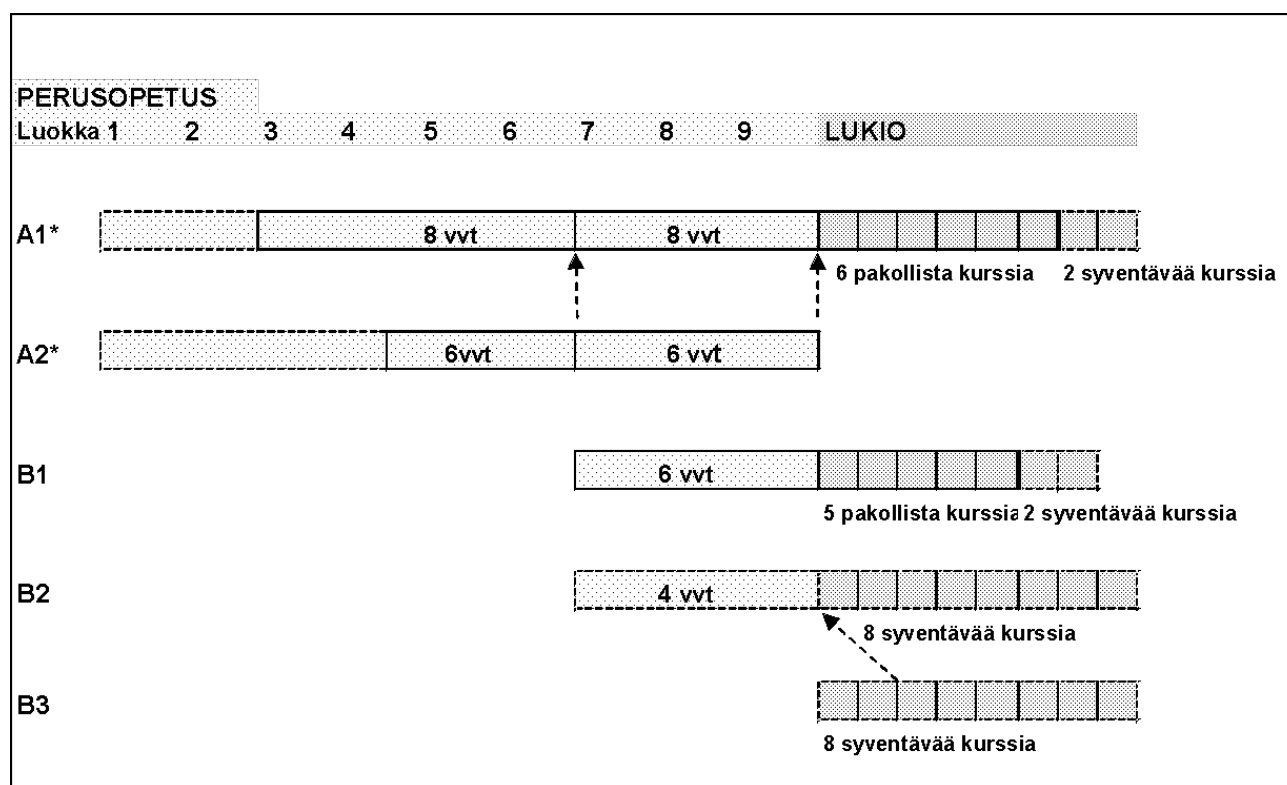 PERUSOPETUS
Luokka 1 2 3 4 5 6 7 8 9 LUKIO
A1* 8 vvt 8 vvt
6 pakollista kurssia 2 syventävää kurssia
A2* 6vvt 6 vvt
B1 6 vvt
5 pakollista kurssia 2 syventävää kurssia
B2 4 vvt
8 syventävää kurssia
B3
8 syventävää kurssia